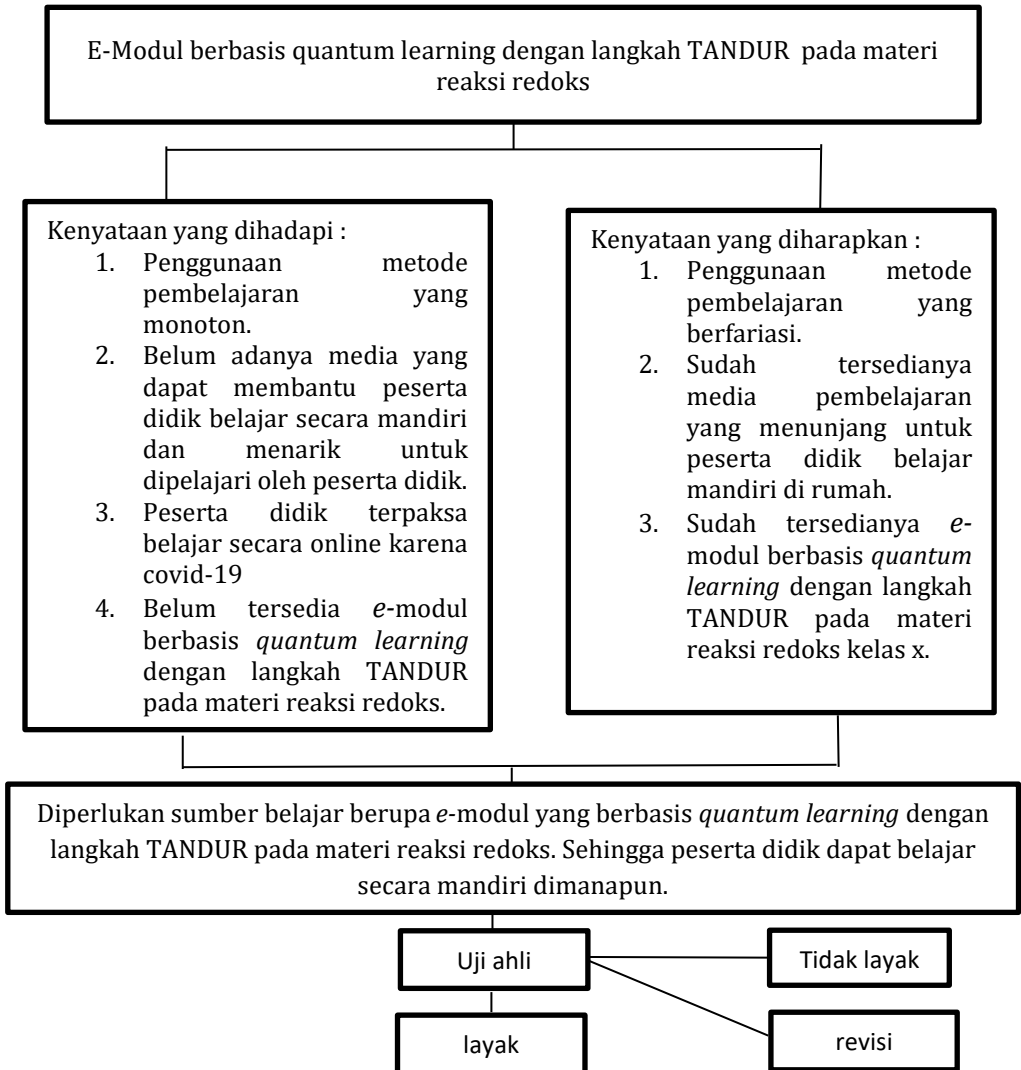 E-Modul berbasis quantum learning dengan langkah TANDUR pada materi
reaksi redoks
Kenyataan yang dihadapi :
1. Penggunaan metode
pembelajaran yang
monoton.
2. Belum adanya media yang
dapat membantu peserta
didik belajar secara mandiri
dan menarik untuk
dipelajari oleh peserta didik.
3. Peserta didik terpaksa
belajar secara online karena
covid-19
4. Belum tersedia e-modul
berbasis quantum learning
dengan langkah TANDUR
pada materi reaksi redoks.
Kenyataan yang diharapkan :
1. Penggunaan metode
pembelajaran yang
berfariasi.
2. Sudah tersedianya
media pembelajaran
yang menunjang untuk
peserta didik belajar
mandiri di rumah.
3. Sudah tersedianya e-
modul berbasis quantum
learning dengan langkah
TANDUR pada materi
reaksi redoks kelas x.
Diperlukan sumber belajar berupa e-modul yang berbasis quantum learning dengan
langkah TANDUR pada materi reaksi redoks. Sehingga peserta didik dapat belajar
secara mandiri dimanapun.
Uji ahli
Tidak layak
layak
revisi